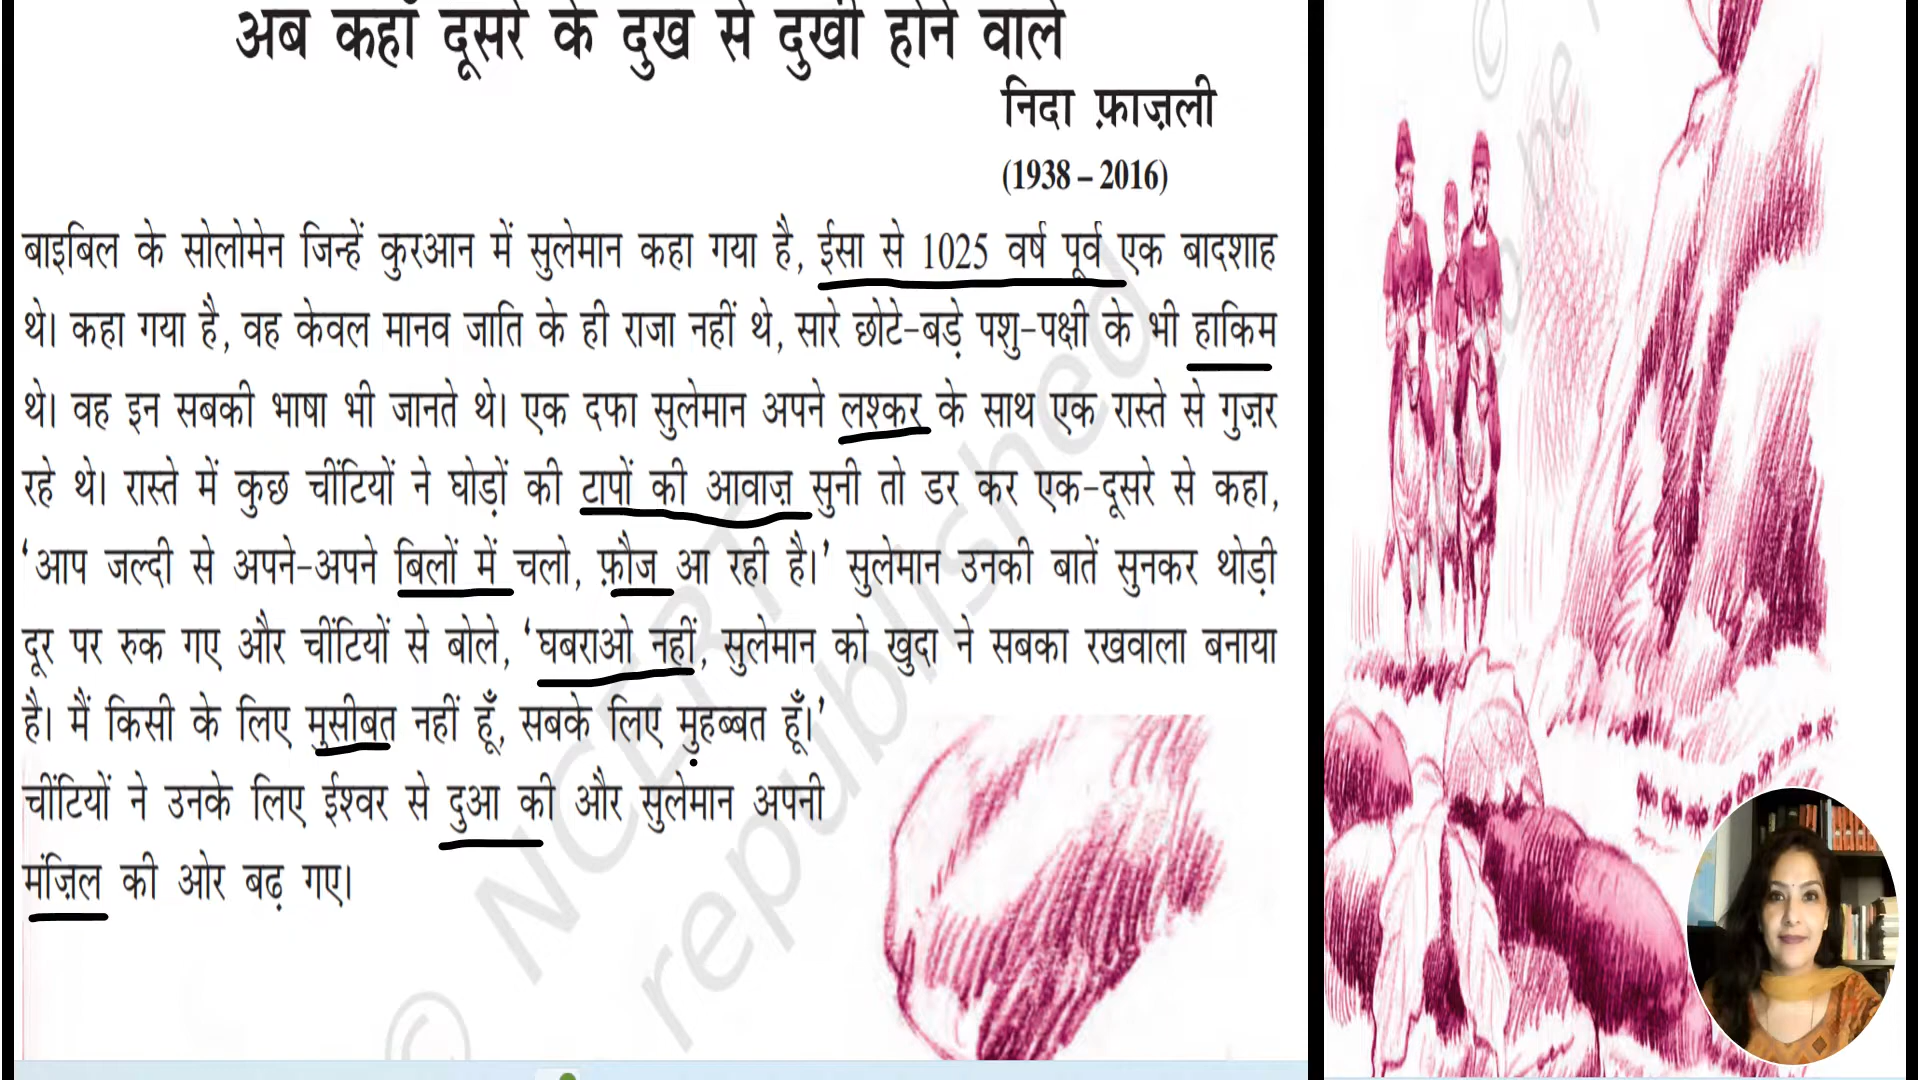 अब कहाँ दूसरे के दुख से दुखी होने वाले
निदा फ़ाज़ली
(1938 – 2016)
बाइबिल के सोलोमेन जिन्हें कुरआन में सुलेमान कहा गया है, ईसा से 1025 वर्ष पूर्व एक बादशाह
थे। कहा गया है, वह केवल मानव जाति के ही राजा नहीं थे, सारे छोटे-बड़े पशु-पक्षी के भी हाकिम
थे। वह इन सबकी भाषा भी जानते थे। एक दफा सुलेमान अपने लश्कर के साथ एक रास्ते से गुज़र
रहे थे। रास्ते में कुछ चींटियों ने घोड़ों की टापों की आवाज़ सुनी तो डर कर एक-दूसरे से कहा,
‘आप जल्दी से अपने-अपने बिलों में चलो, फ़ौज आ रही है।’ सुलेमान उनकी बातें सुनकर थोड़ी
दूर पर रुक गए और चींटियों से बोले, ‘घबराओ नहीं, सुलेमान को खुदा ने सबका रखवाला बनाया
है। मैं किसी के लिए मुसीबत नहीं हूँ, सबके लिए मुहब्बत हूँ।’
चींटियों ने उनके लिए ईश्वर से दुआ की और सुलेमान अपनी
मंज़िल की ओर बढ़ गए।
© NCERT
republished
© be